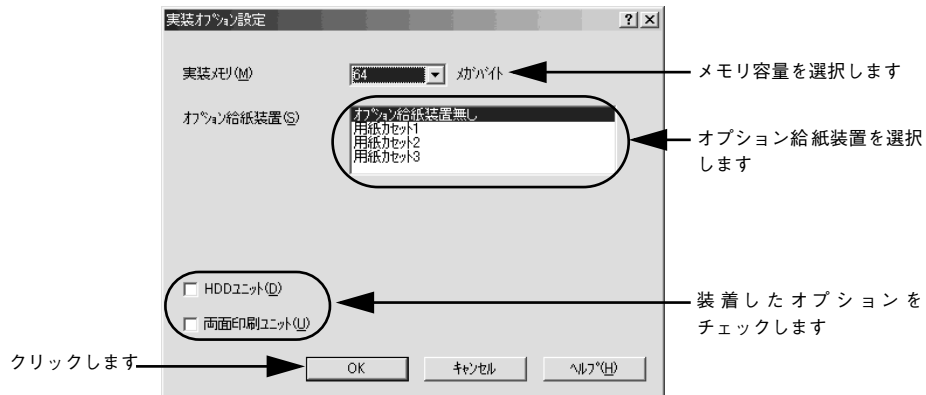 実装ｵﾌﾟｼｮﾝ設定
実装ﾒﾓﾘ(M) 64 ﾒｶﾞﾊﾞｲﾄ
メモリ容量を選択します
ｵﾌﾟｼｮﾝ給紙装置(S)
ｵﾌﾟｼｮﾝ給紙装置無し
用紙ｶｾｯﾄ1
用紙ｶｾｯﾄ2
用紙ｶｾｯﾄ3
オプション給紙装置を選択
します
HDDﾕﾆｯﾄ(D)
両面印刷ﾕﾆｯﾄ(U)
装着したオプションを
チェックします
クリックします
OK ｷｬﾝｾﾙ ﾍﾙﾌﾟ(H)